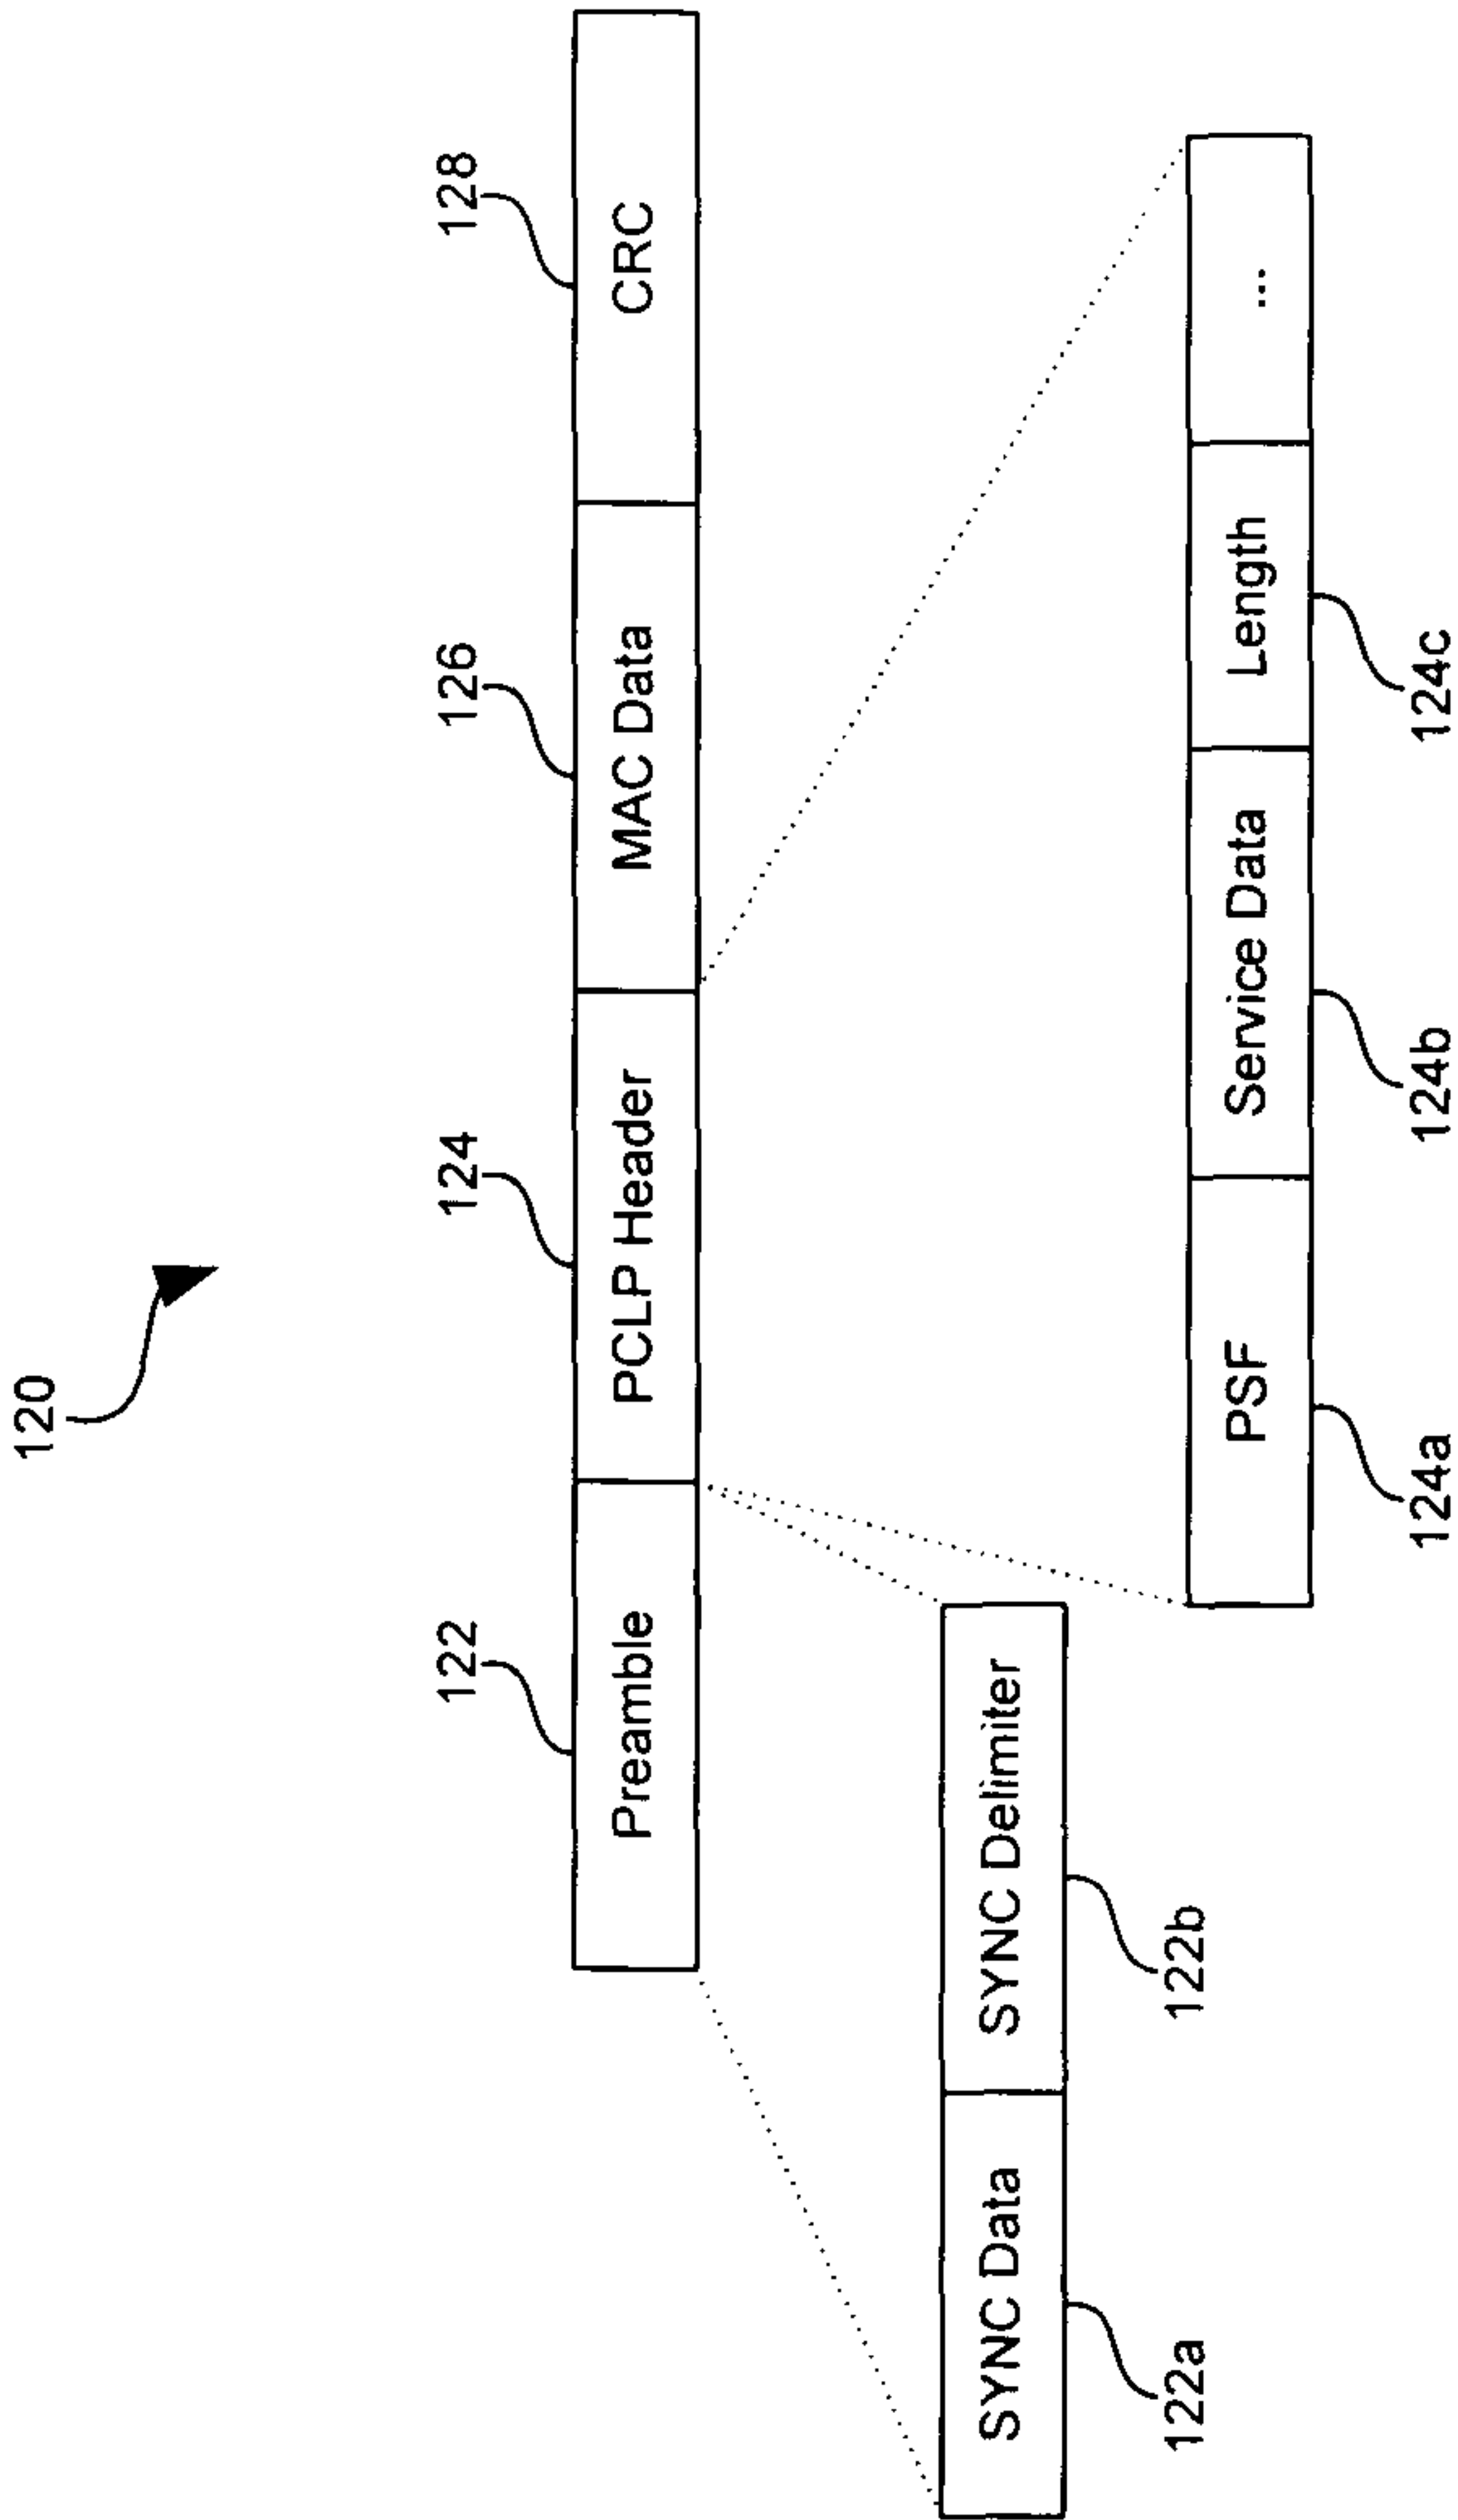 120
122
124
126
128
Preamble
PCLP Header
MAC Data
CRC
SYNC Data
SYNC Delimiter
122a
122b
PSF
Service Data
Length
...
124a
124b
124c